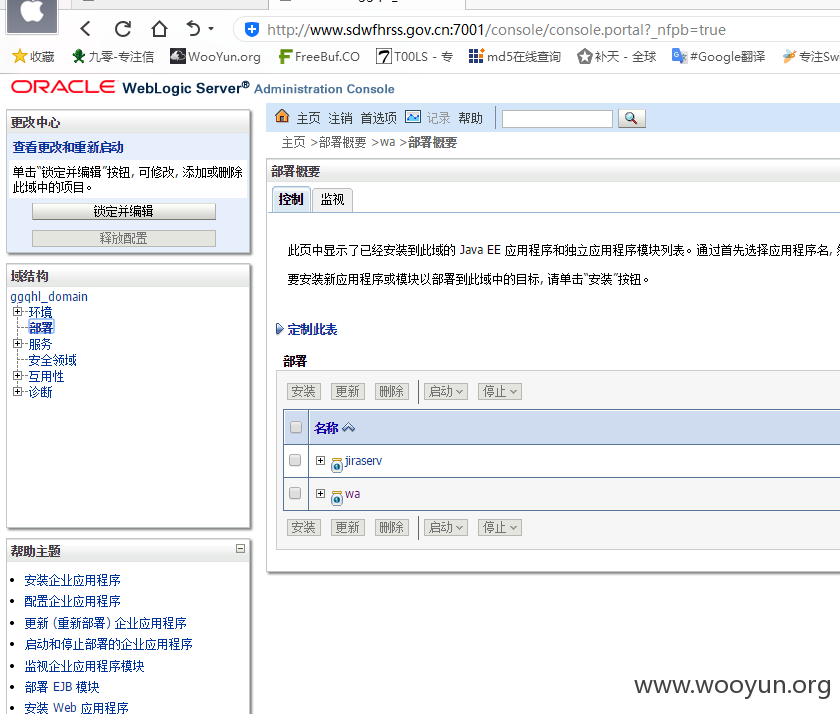 http://www.sdwfhrss.gov.cn:7001/console/console.portal?_nfpb=true
收藏 九零-专注信 WooYun.org FreeBuf.CO T00LS - 专 md5在线查询 补天 - 全球 #Google翻译 专注Sw
ORACLE WebLogic Server® Administration Console
更改中心
查看更改和重新启动
单击“锁定并编辑”按钮, 可修改, 添加或删除
此域中的项目。
锁定并编辑
释放配置
域结构
ggqhl_domain
环境
部署
服务
安全领域
互用性
诊断
帮助主题
安装企业应用程序
配置企业应用程序
更新 (重新部署) 企业应用程序
启动和停止部署的企业应用程序
监视企业应用程序模块
部署 EJB 模块
安装 Web 应用程序
主页 注销 首选项 记录 帮助
主页 >部署概要 >wa >部署概要
部署概要
控制 监视
此页中显示了已经安装到此域的 Java EE 应用程序和独立应用程序模块列表。通过首先选择应用程序名,
要安装新应用程序或模块以部署到此域中的目标, 请单击“安装”按钮。
定制此表
部署
安装 更新 删除 启动 停止
名称
jiraserv
wa
安装 更新 删除 启动 停止
www.wooyun.org